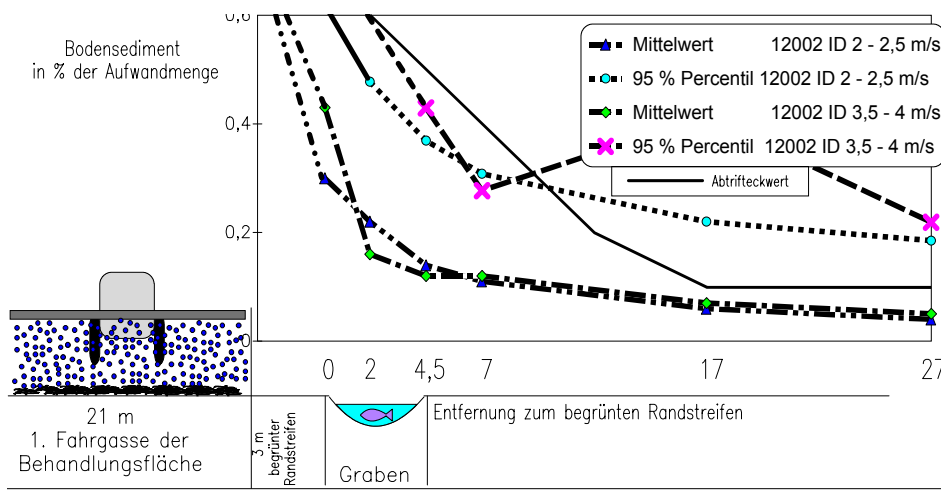 Bodensediment
in % der Aufwandmenge
0,6
0,4
0,2
Mittelwert 12002 ID 2 - 2,5 m/s
95 % Percentil 12002 ID 2 - 2,5 m/s
Mittelwert 12002 ID 3,5 - 4 m/s
95 % Percentil 12002 ID 3,5 - 4 m/s
Abtrifteckwert
0 2 4,5 7 17 27
21 m
1. Fahrgasse der
Behandlungsfläche
3 m
begrünter
Randstreifen
Graben
Entfernung zum begrünten Randstreifen